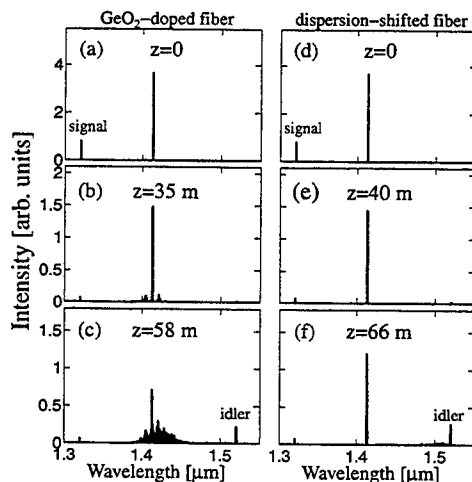 GeO2-doped fiber
dispersion-shifted fiber
(a) z=0
(d) z=0
signal
signal
4
2
0
(b) z=35 m
(e) z=40 m
2
1.5
1
0.5
0
(c) z=58 m
(f) z=66 m
idler
idler
1.5
1
0.5
0
Intensity [arb. units]
1.3 1.4 1.5
1.3 1.4 1.5
Wavelength [μm]
Wavelength [μm]